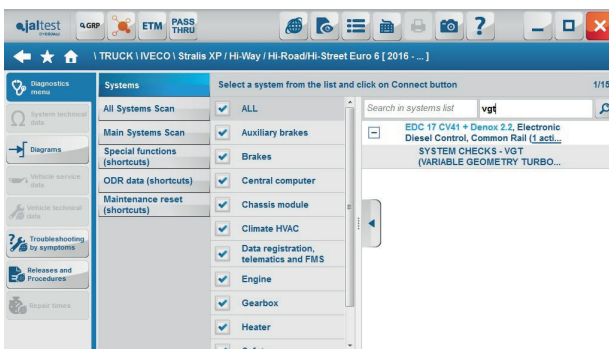 jaltest
GRP
ETM
PASS
THRU
?
\ TRUCK \ IVECO \ Stralis XP / Hi-Way / Hi-Road/Hi-Street Euro 6 [ 2016 - ... ]
Diagnostics
menu
System technical
data
Diagrams
Vehicle service
data
Vehicle technical
data
Troubleshooting
by symptoms
Releases and
Procedures
Repair times
Systems
All Systems Scan
Main Systems Scan
Special functions
(shortcuts)
ODR data (shortcuts)
Maintenance reset
(shortcuts)
Select a system from the list and click on Connect button
1/15
ALL
Auxiliary brakes
Brakes
Central computer
Chassis module
Climate HVAC
Data registration,
telematics and FMS
Engine
Gearbox
Heater
Search in systems list
vgt
EDC 17 CV41 + Denox 2.2, Electronic
Diesel Control, Common Rail (1 acti...
SYSTEM CHECKS - VGT
(VARIABLE GEOMETRY TURBO...